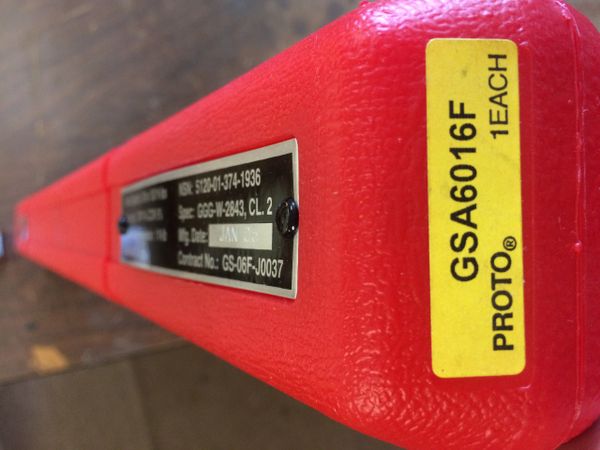 NSN: 5120-01-374-1936
Spec: GGG-W-2843, CL. 2
Mfg. Date: JAN
Contract No.: GS-06F-J0037
GSA6016F
1EACH
PROTO®